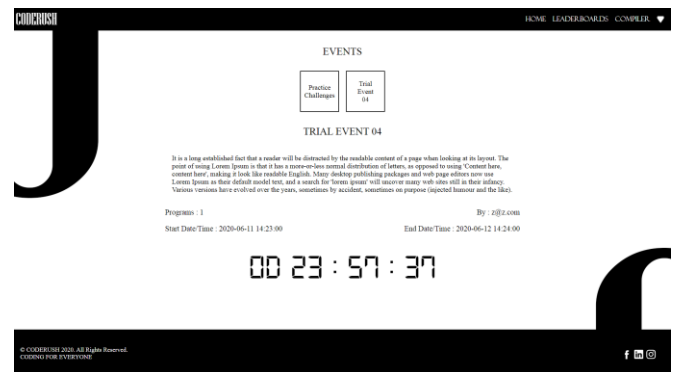 CODERUSH
HOME LEADERBOARDS COMPILER
EVENTS
Practice Challenges
Trial Event 04
TRIAL EVENT 04
It is a long established fact that a reader will be distracted by the readable content of a page when looking at its layout. The
point of using Lorem Ipsum is that it has a more-or-less normal distribution of letters, as opposed to using 'Content here,
content here', making it look like readable English. Many desktop publishing packages and web page editors now use
Lorem Ipsum as their default model text, and a search for 'lorem ipsum' will uncover many web sites still in their infancy.
Various versions have evolved over the years, sometimes by accident, sometimes on purpose (injected humour and the like).
Programs : 1
By : z@z.com
Start Date/Time : 2020-06-11 14:23:00
End Date/Time : 2020-06-12 14:24:00
00 23 : 57 : 37
© CODERUSH 2020. All Rights Reserved.
CODING FOR EVERYONE